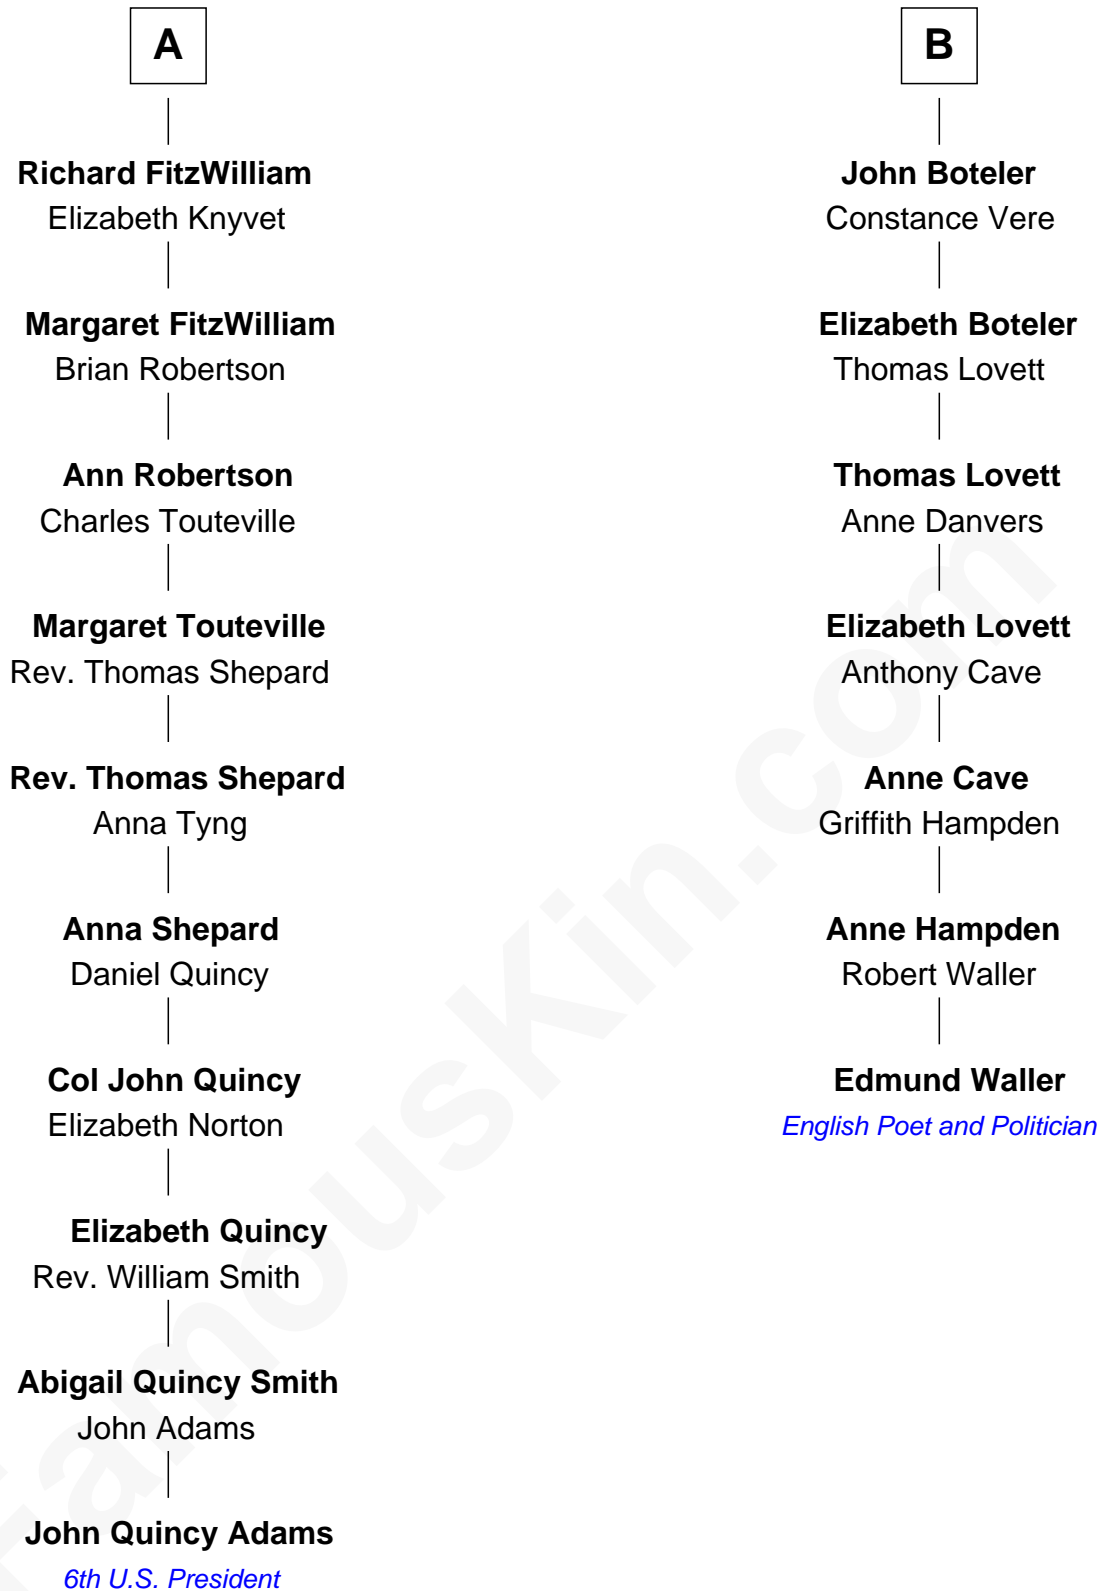 A
Richard FitzWilliam
Elizabeth Knyvet
Margaret FitzWilliam
Brian Robertson
Ann Robertson
Charles Touteville
Margaret Touteville
Rev. Thomas Shepard
Rev. Thomas Shepard
Anna Tyng
Anna Shepard
Daniel Quincy
Col John Quincy
Elizabeth Norton
Elizabeth Quincy
Rev. William Smith
Abigail Quincy Smith
John Adams
John Quincy Adams
6th U.S. President
B
John Boteler
Constance Vere
Elizabeth Boteler
Thomas Lovett
Thomas Lovett
Anne Danvers
Elizabeth Lovett
Anthony Cave
Anne Cave
Griffith Hampden
Anne Hampden
Robert Waller
Edmund Waller
English Poet and Politician
FamousKin.com